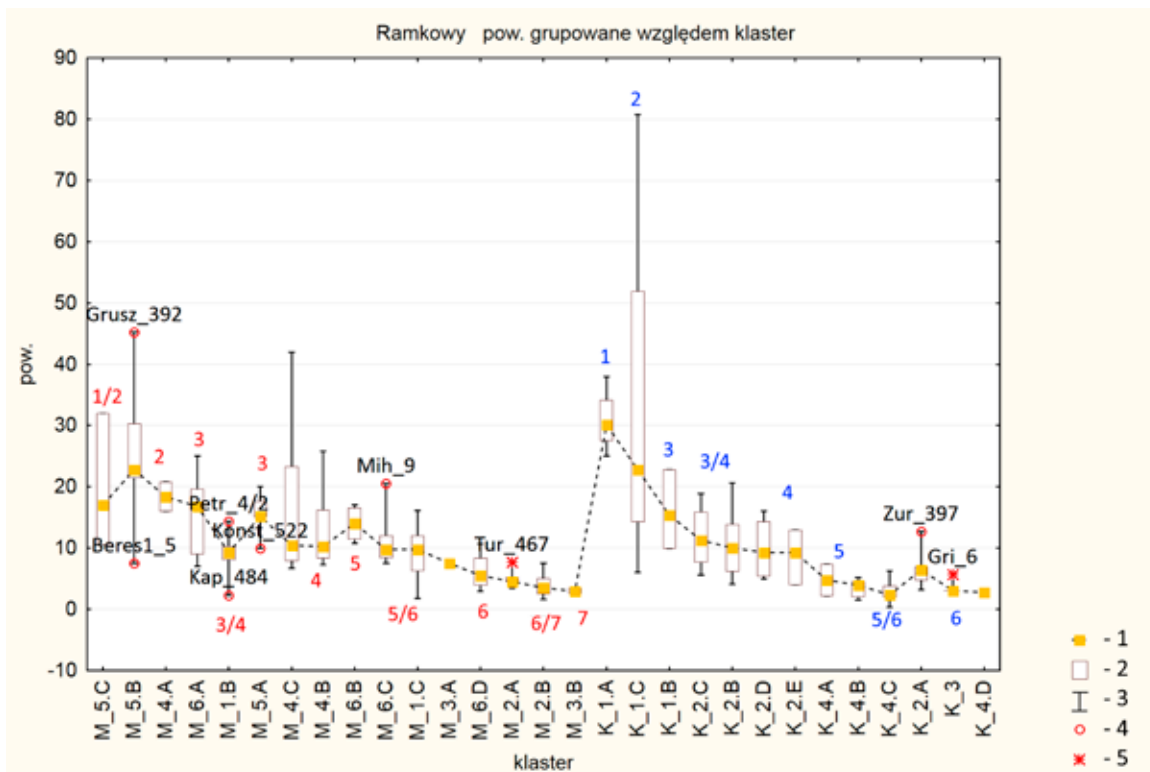 Ramkowy pow. grupowane względem klaster
90
80
70
60
50
40
30
20
10
0
-10
pow.
2
1
Grusz_392
1/2
2
3
3
Mih_9
3
3/4
4
Petr_4/2
Konst_522
Beres1_5
Kap_484
Tur_467
Zur_397
Gri_6
5
4
5
3/4
5/6
6
6/7
7
5/6
6
M_5.C
M_5.B
M_4.A
M_6.A
M_1.B
M_5.A
M_4.C
M_4.B
M_6.B
M_6.C
M_1.C
M_3.A
M_6.D
M_2.A
M_2.B
M_3.B
K_1.A
K_1.C
K_1.B
K_2.C
K_2.B
K_2.D
K_2.E
K_4.A
K_4.B
K_4.C
K_2.A
K_3
K_4.D
klaster
- 1
- 2
- 3
- 4
- 5